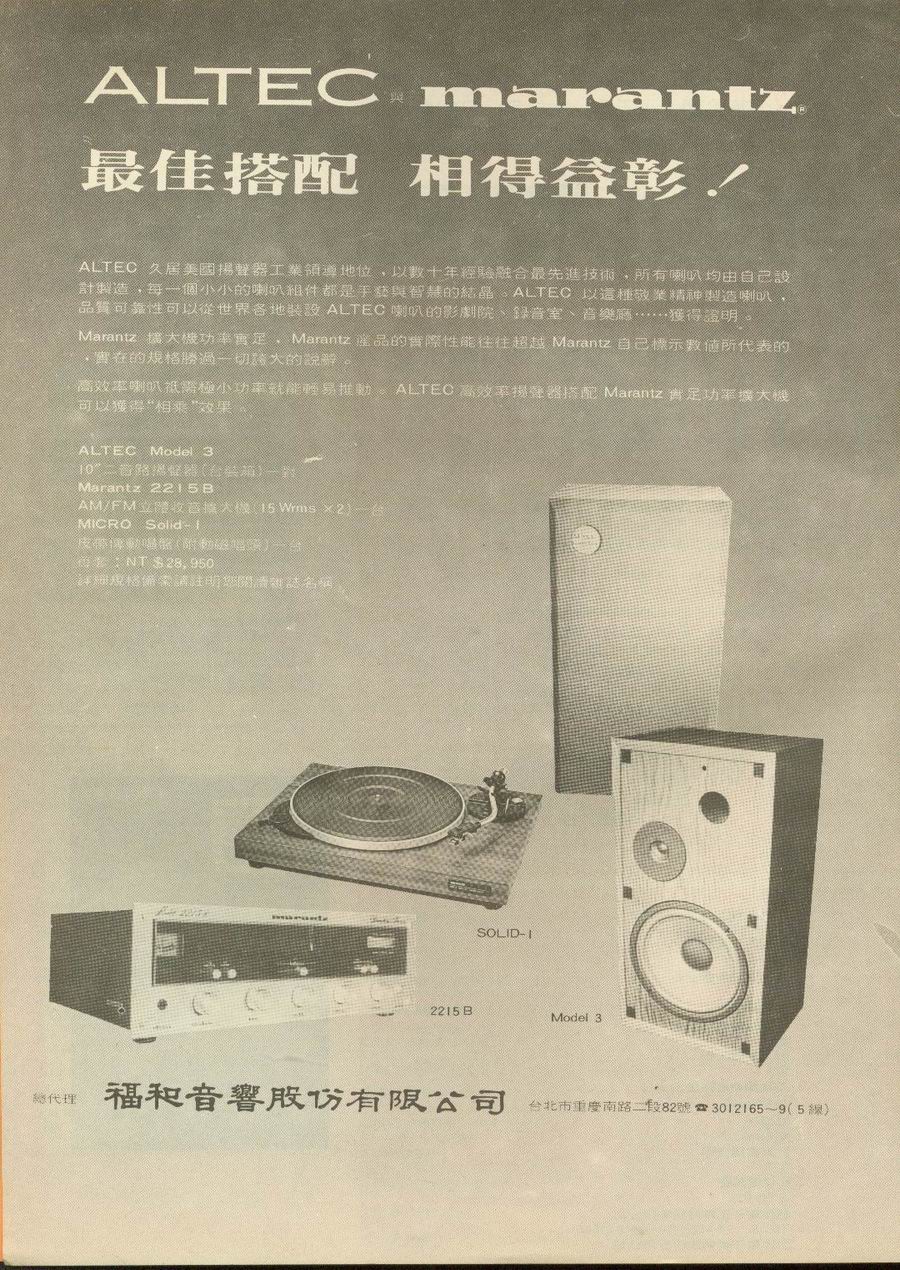 ALTEC 與 marantz®
最佳搭配 相得益彰！
ALTEC 久居美國揚聲器工業領導地位，以數十年經驗融合最先進技術，所有喇叭均由自己設
計製造，每一個小小的喇叭組件都是手藝與智慧的結晶。ALTEC 以這種敬業精神製造喇叭，
品質可靠性可以從世界各地裝設 ALTEC 喇叭的影劇院、錄音室、音樂廳……獲得證明。
Marantz 擴大機功率實足，Marantz 產品的實際性能往往超越 Marantz 自己標示數值所代表的
，實在的規格勝過一切誇大的說辭。
高效率喇叭祇需極小功率就能輕易推動。ALTEC 高效率揚聲器搭配 Marantz 實足功率擴大機
可以獲得“相乘”效果。
ALTEC Model 3
10" 二音路揚聲器(台裝箱)一對
Marantz 2215B
AM/FM 立體收音擴大機(15 Wrms ×2)一台
MICRO Solid-1
皮帶傳動唱盤(附動磁唱頭)一台
每套：NT $28,950
詳細規格備索請註明您閱讀雜誌名稱
ALTEC
marantz
SOLID-1
2215B
Model 3
總代理 福和音響股份有限公司 台北市重慶南路二段82號 ☎3012165～9(5線)